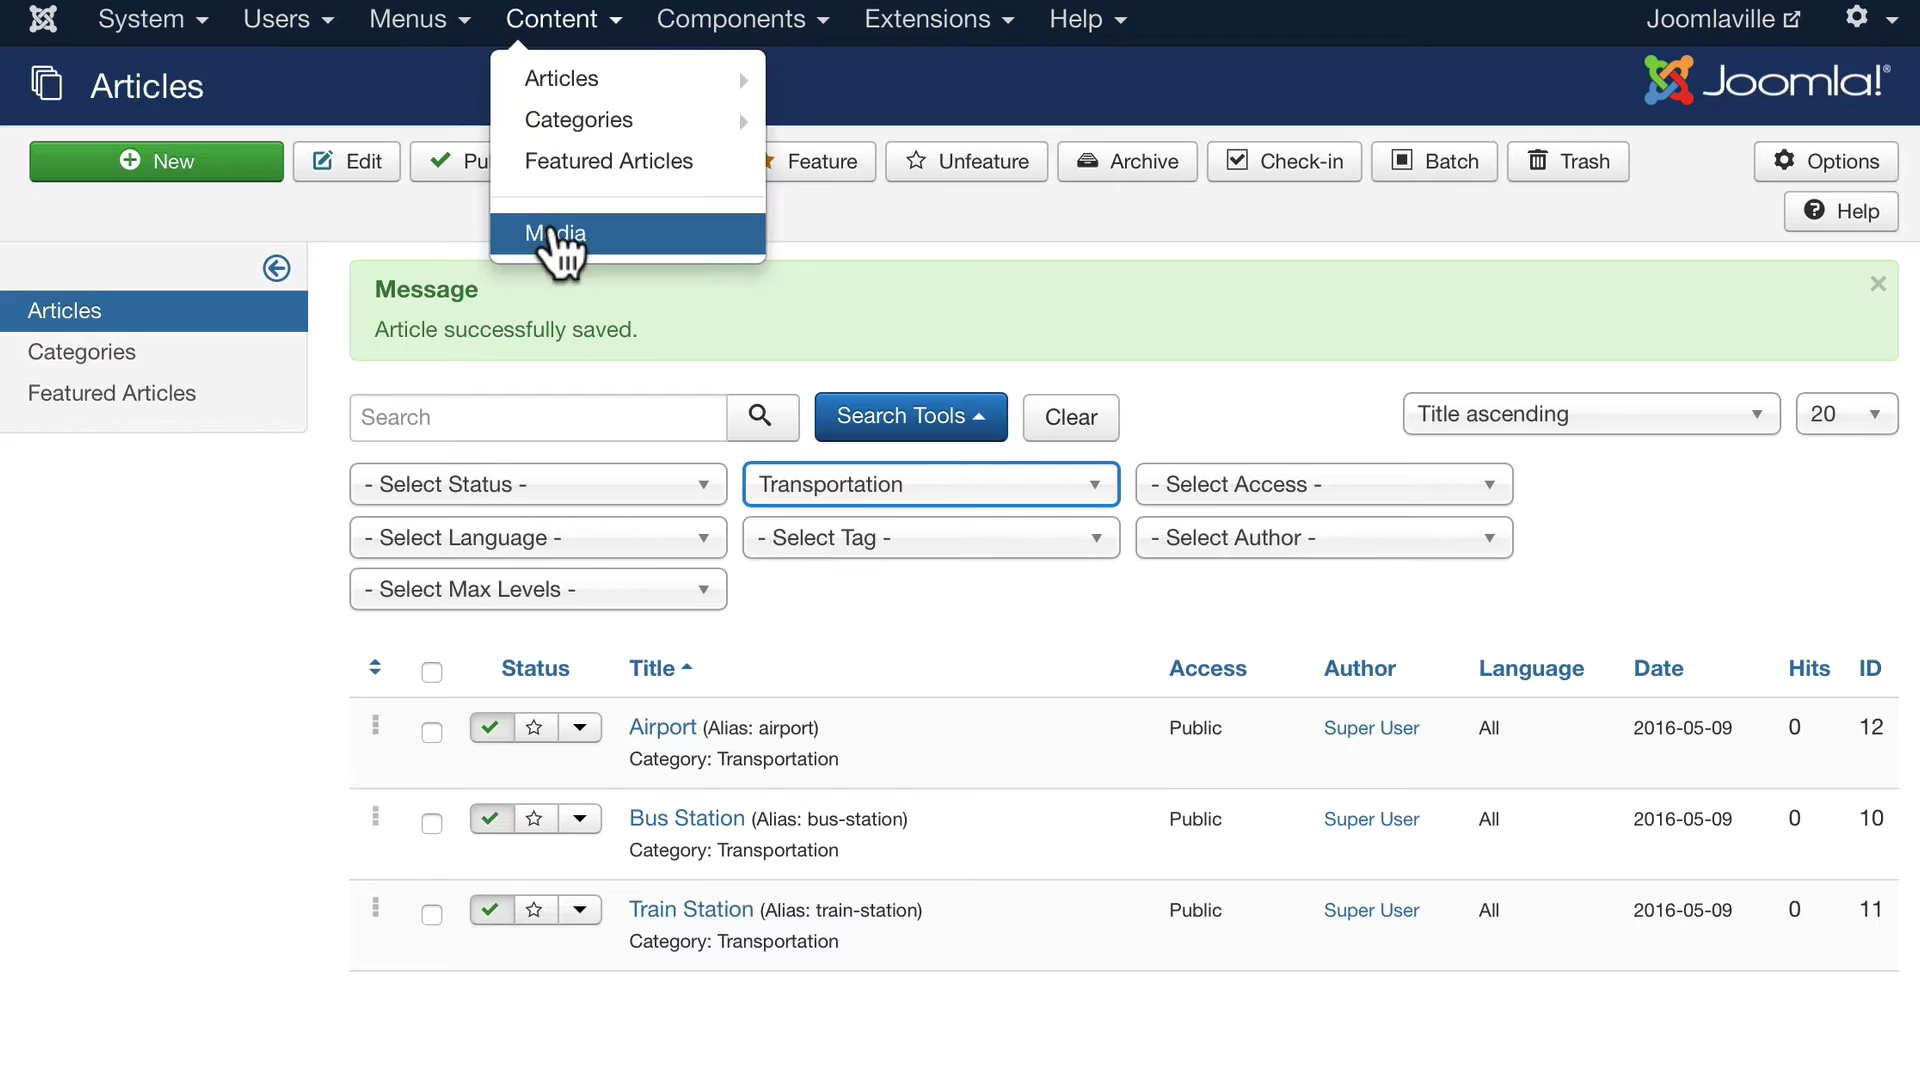 System Users Menus Content Components Extensions Help Joomlaville
Articles Joomla!®
Articles
Categories
Featured Articles
Media
New Edit Pu Feature Unfeature Archive Check-in Batch Trash Options
Help
Articles
Categories
Featured Articles
Message
Article successfully saved.
Search Search Tools Clear Title ascending 20
- Select Status - Transportation - Select Access -
- Select Language - - Select Tag - - Select Author -
- Select Max Levels -
Status Title Access Author Language Date Hits ID
Airport (Alias: airport) Public Super User All 2016-05-09 0 12
Category: Transportation
Bus Station (Alias: bus-station) Public Super User All 2016-05-09 0 10
Category: Transportation
Train Station (Alias: train-station) Public Super User All 2016-05-09 0 11
Category: Transportation